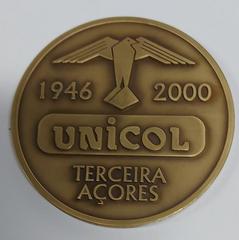 1946 2000
UNICOL
TERCEIRA
AÇORES